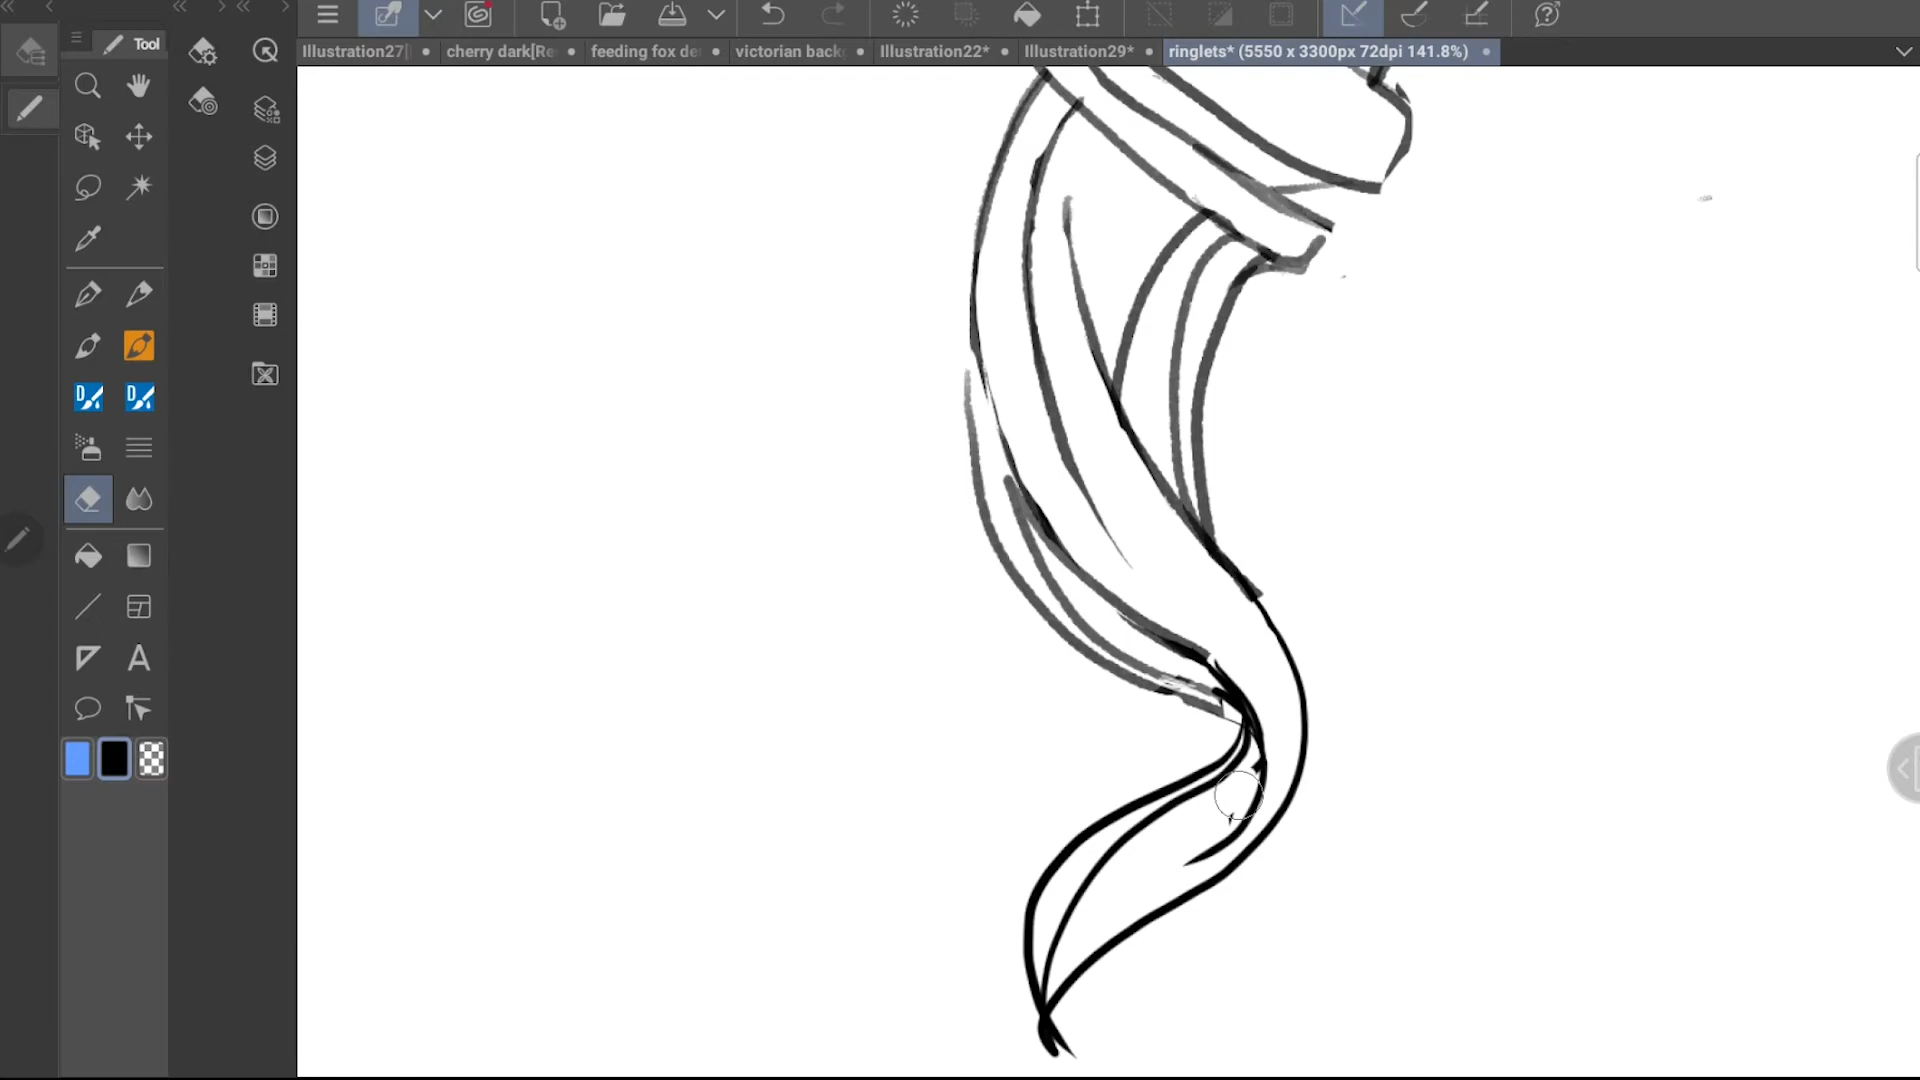 Tool
Illustration27[
cherry dark[Re
feeding fox de
victorian back
Illustration22*
Illustration29*
ringlets* (5550 x 3300px 72dpi 141.8%)
D
D
A